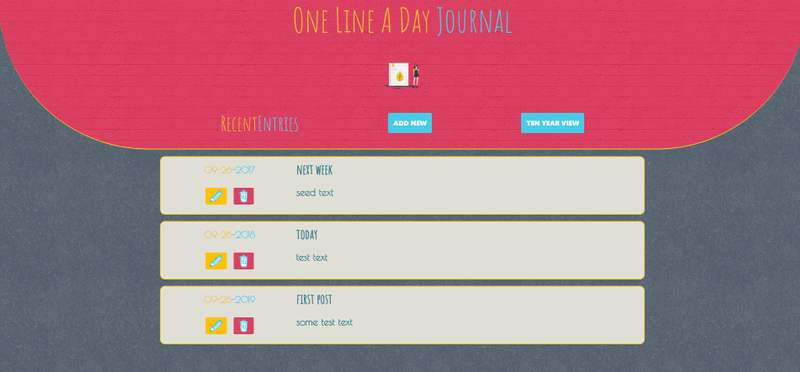 One Line A Day Journal
RecentEntries
ADD NEW
TEN YEAR VIEW
09-26-2017
NEXT WEEK
seed text
09-26-2018
TODAY
test text
09-26-2019
FIRST POST
some test text